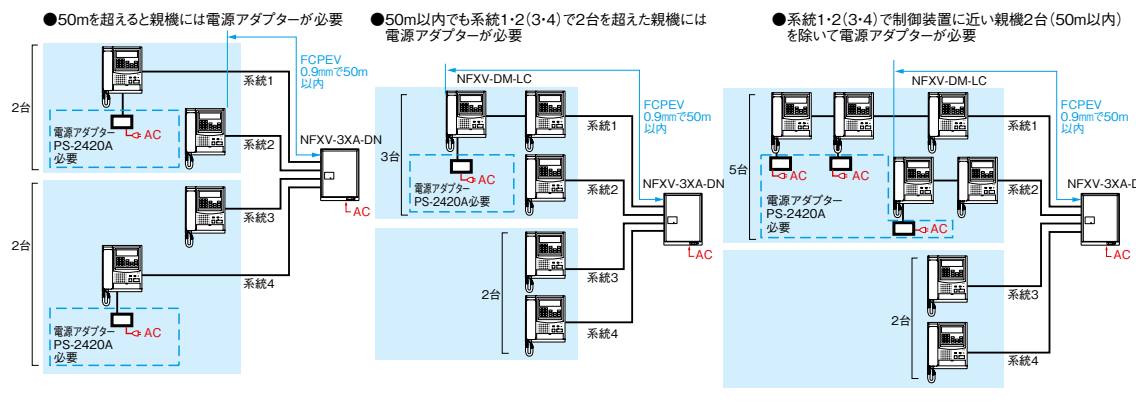 ●50mを超えると親機には電源アダプターが必要
FCPEV
0.9mmで50m
以内
系統1
2台
電源アダプター
PS-2420A
必要
AC
系統2
NFXV-3XA-DN
AC
2台
系統3
系統4
電源アダプター
PS-2420A
必要
AC
●50m以内でも系統1・2(3・4)で2台を超えた親機には
電源アダプターが必要
FCPEV
0.9mmで50m
以内
NFXV-DM-LC
系統1
3台
電源アダプター
PS-2420A必要
AC
系統2
NFXV-3XA-DN
AC
2台
系統3
系統4
●系統1・2(3・4)で制御装置に近い親機2台(50m以内)
を除いて電源アダプターが必要
NFXV-DM-LC
FCPEV
0.9mmで50m
以内
系統1
5台
AC
AC
電源アダプター
PS-2420A
必要
AC
系統2
NFXV-3XA-D
AC
2台
系統3
系統4